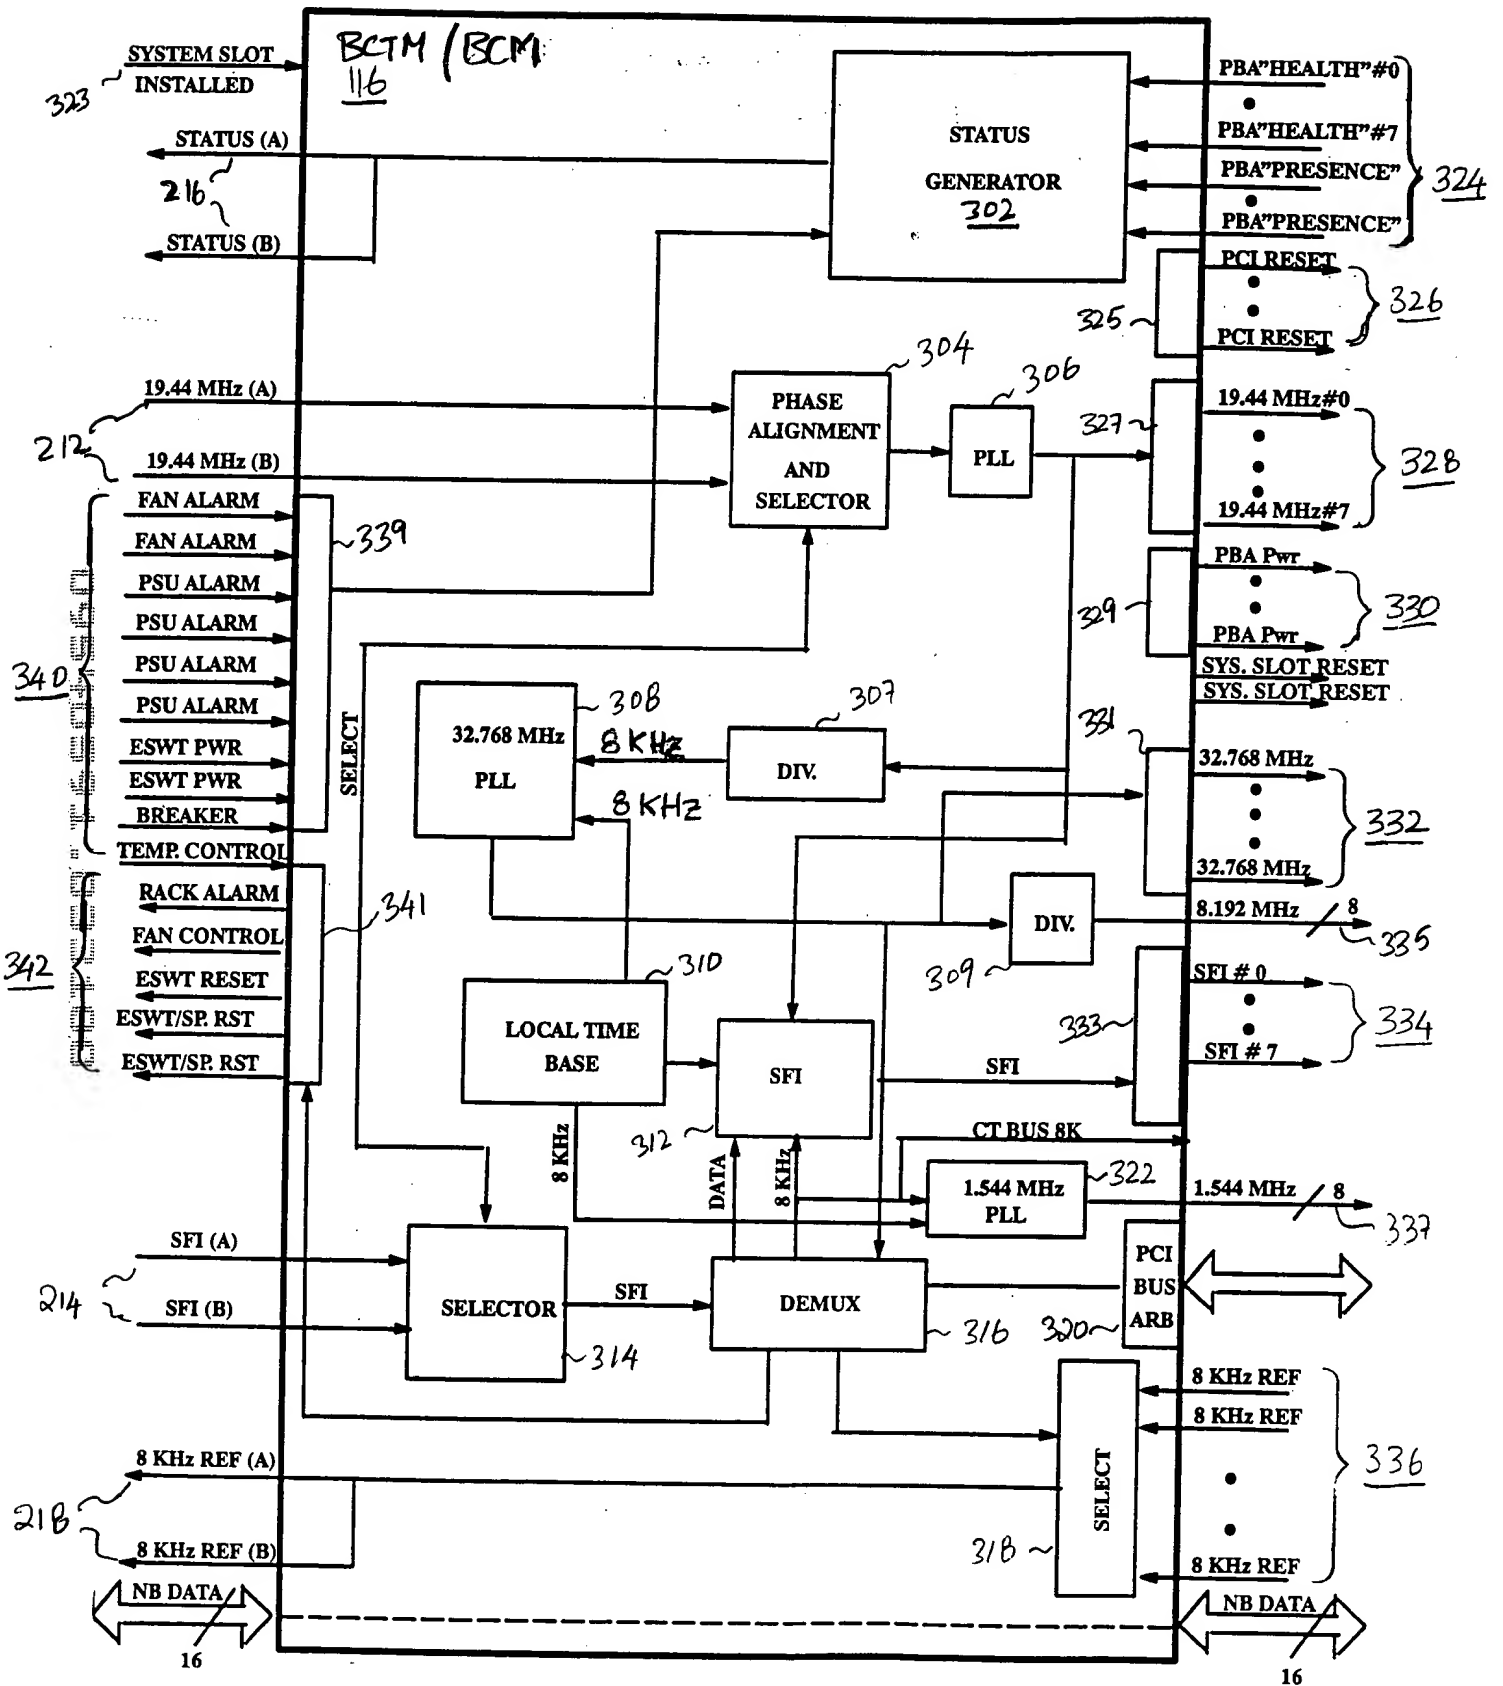 BCTM / BCM
116
SYSTEM SLOT
INSTALLED
323
STATUS (A)
216
STATUS (B)
STATUS
GENERATOR
302
PBA"HEALTH"#0
PBA"HEALTH"#7
PBA"PRESENCE"
PBA"PRESENCE"
324
PCI RESET
PCI RESET
325
326
19.44 MHz (A)
212
19.44 MHz (B)
304
PHASE
ALIGNMENT
AND
SELECTOR
306
PLL
327
19.44 MHz#0
19.44 MHz#7
328
FAN ALARM
FAN ALARM
PSU ALARM
PSU ALARM
PSU ALARM
PSU ALARM
ESWT PWR
ESWT PWR
BREAKER
TEMP. CONTROL
339
340
329
PBA Pwr
PBA Pwr
330
SYS. SLOT RESET
SYS. SLOT RESET
SELECT
308
32.768 MHz
PLL
8 KHz
8 KHz
307
DIV.
331
32.768 MHz
32.768 MHz
332
RACK ALARM
FAN CONTROL
ESWT RESET
ESWT/SP. RST
ESWT/SP. RST
341
342
DIV.
309
8.192 MHz
8
335
310
LOCAL TIME
BASE
SFI
312
SFI
333
SFI # 0
SFI # 7
334
8 KHz
DATA
8 KHz
CT BUS 8K
322
1.544 MHz
PLL
1.544 MHz
8
337
SFI (A)
214
SFI (B)
SELECTOR
314
SFI
DEMUX
316
PCI
BUS
ARB
320
8 KHz REF
8 KHz REF
8 KHz REF
336
SELECT
318
8 KHz REF (A)
218
8 KHz REF (B)
NB DATA
16
NB DATA
16